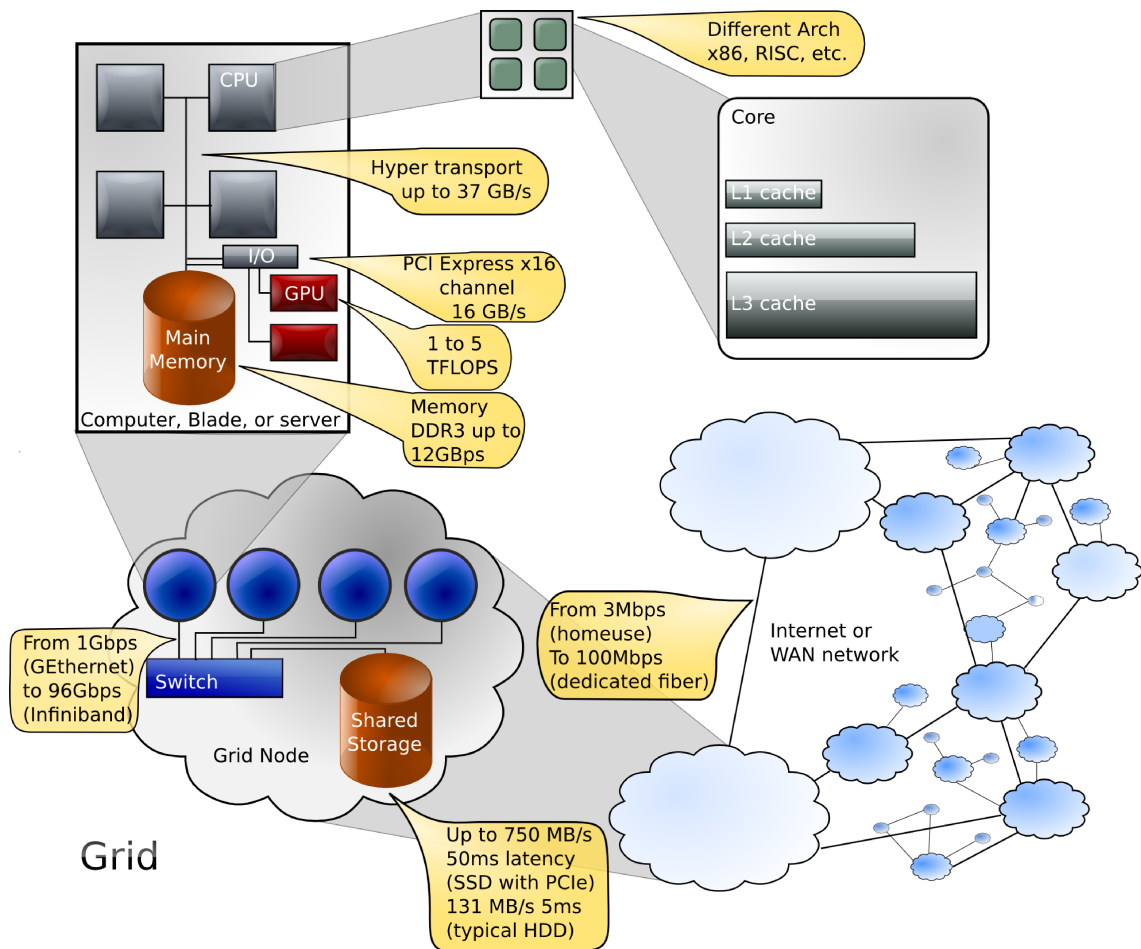 Different Arch
x86, RISC, etc.
CPU
Core
Hyper transport
up to 37 GB/s
L1 cache
L2 cache
L3 cache
I/O
PCI Express x16
channel
16 GB/s
GPU
Main
Memory
1 to 5
TFLOPS
Memory
DDR3 up to
12GBps
Computer, Blade, or server
From 1Gbps
(GEthernet)
to 96Gbps
(Infiniband)
Switch
Shared
Storage
Grid Node
From 3Mbps
(homeuse)
To 100Mbps
(dedicated fiber)
Internet or
WAN network
Up to 750 MB/s
50ms latency
(SSD with PCIe)
131 MB/s 5ms
(typical HDD)
Grid